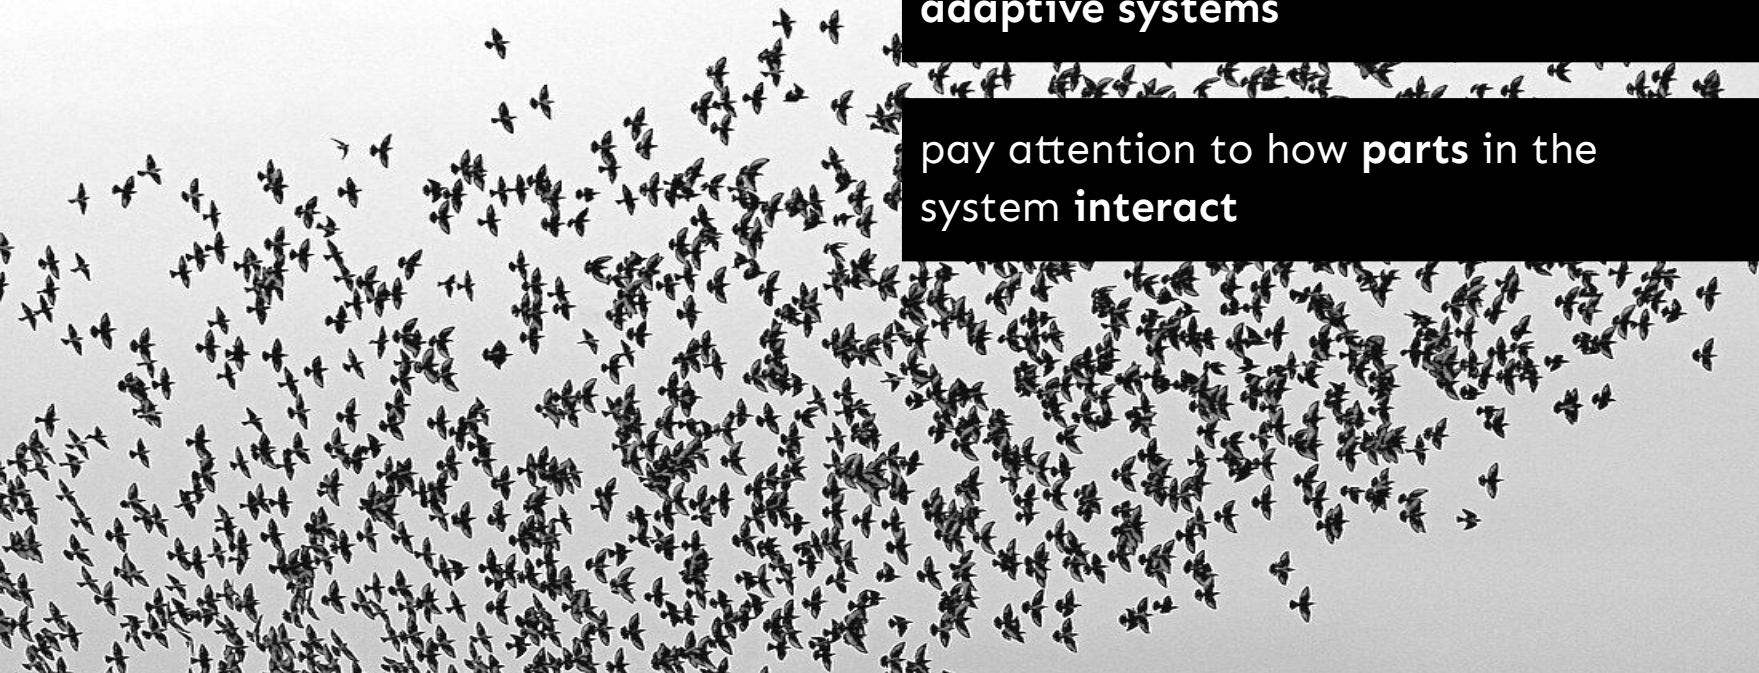 adaptive systems
pay attention to how parts in the
system interact